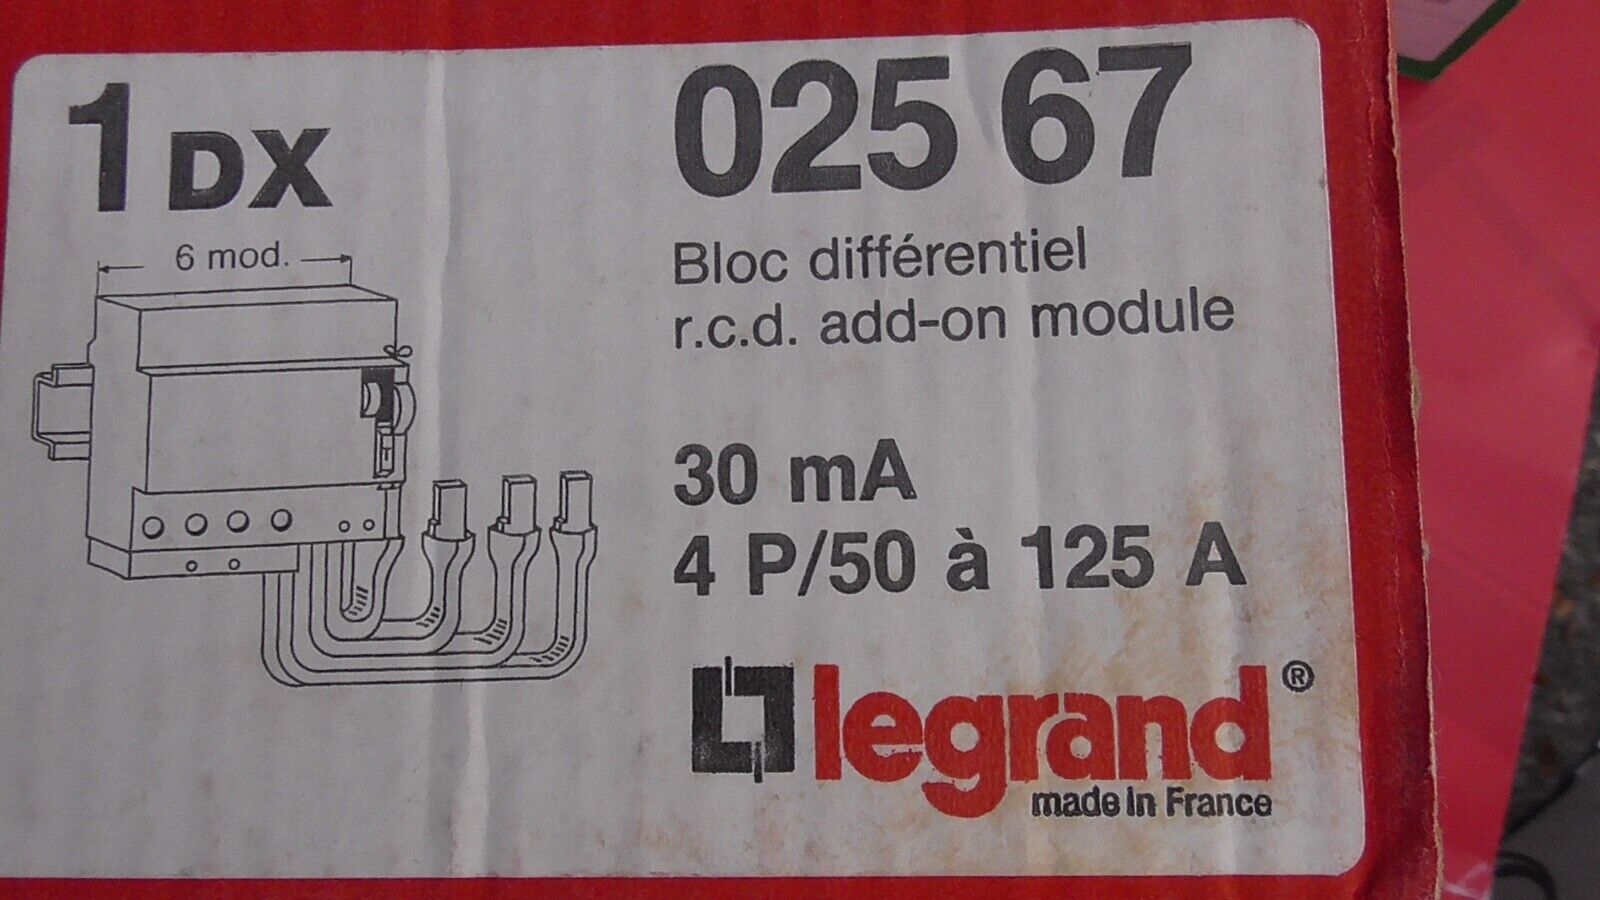 1 DX
6 mod.
025 67
Bloc différentiel
r.c.d. add-on module
30 mA
4 P/50 à 125 A
legrand®
made in France